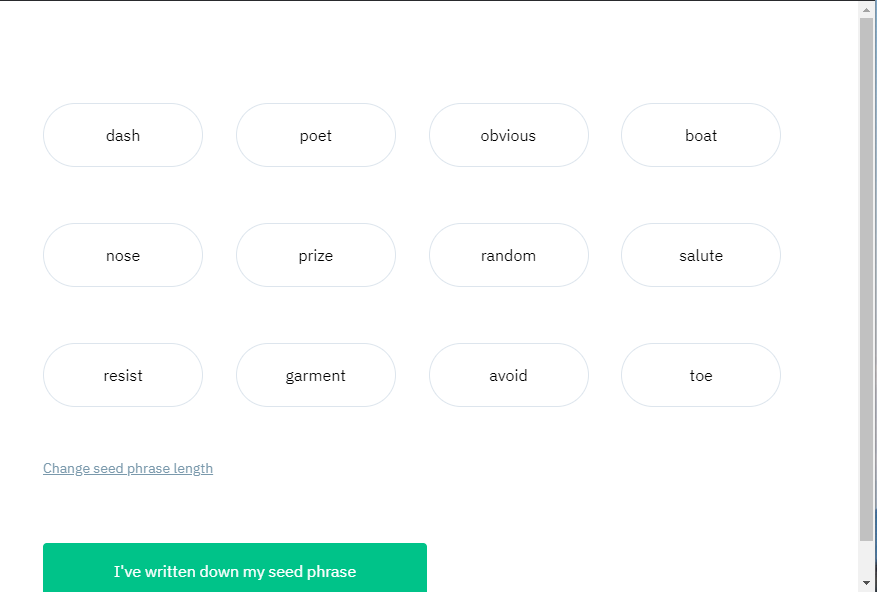 dash poet obvious boat
nose prize random salute
resist garment avoid toe
Change seed phrase length
I've written down my seed phrase